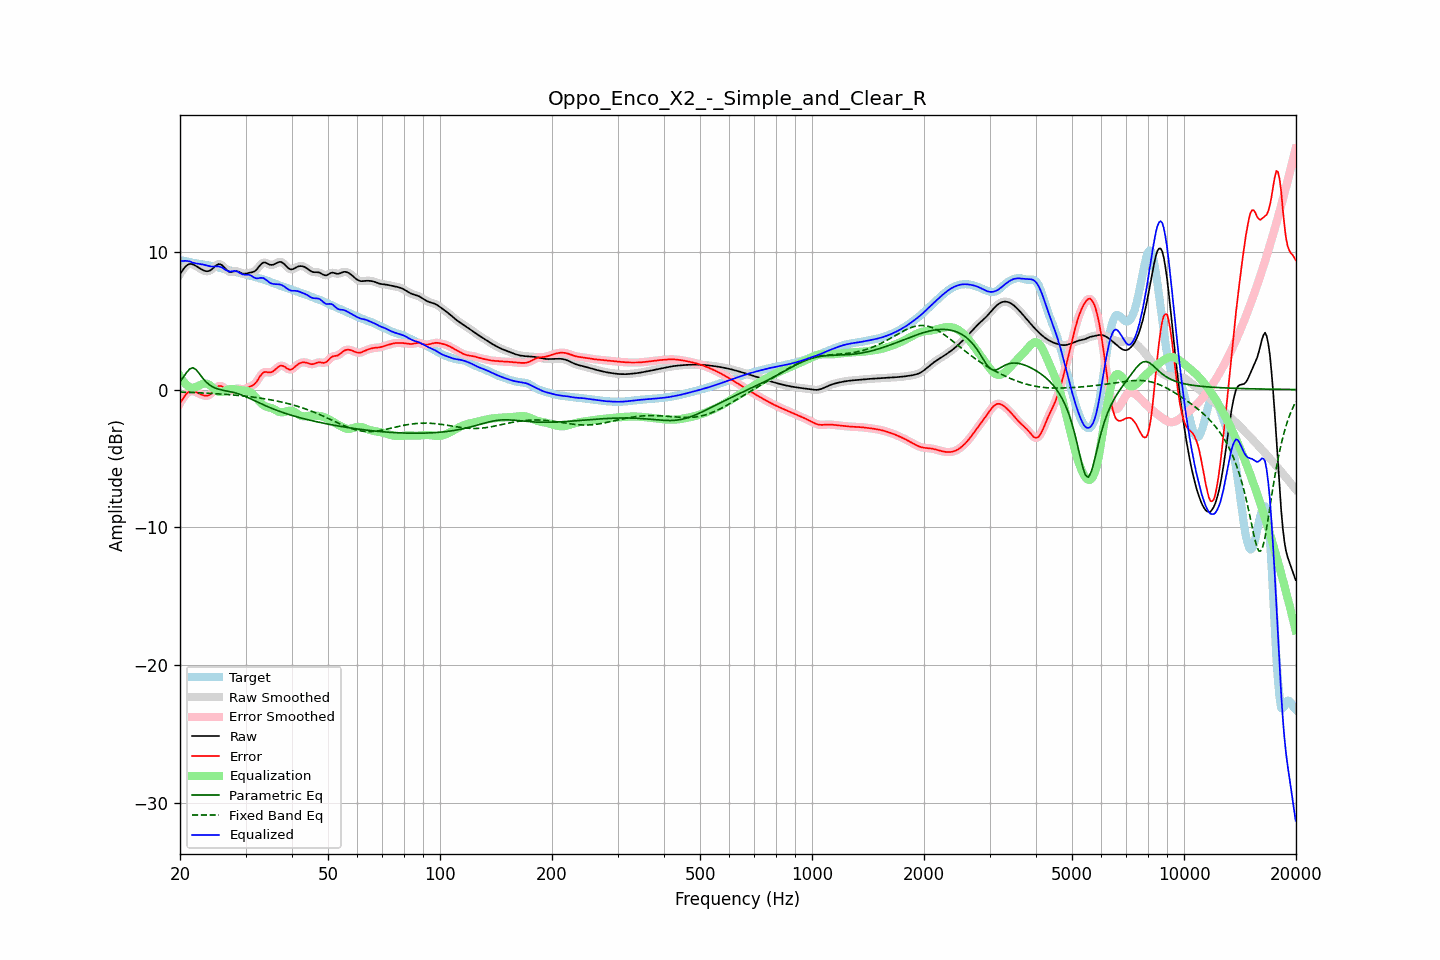 Oppo_Enco_X2_-_Simple_and_Clear_R
Amplitude (dBr)
10
0
−10
−20
−30
Target
Raw Smoothed
Error Smoothed
Raw
Error
Equalization
Parametric Eq
Fixed Band Eq
Equalized
20 50 100 200 500 1000 2000 5000 10000 20000
Frequency (Hz)